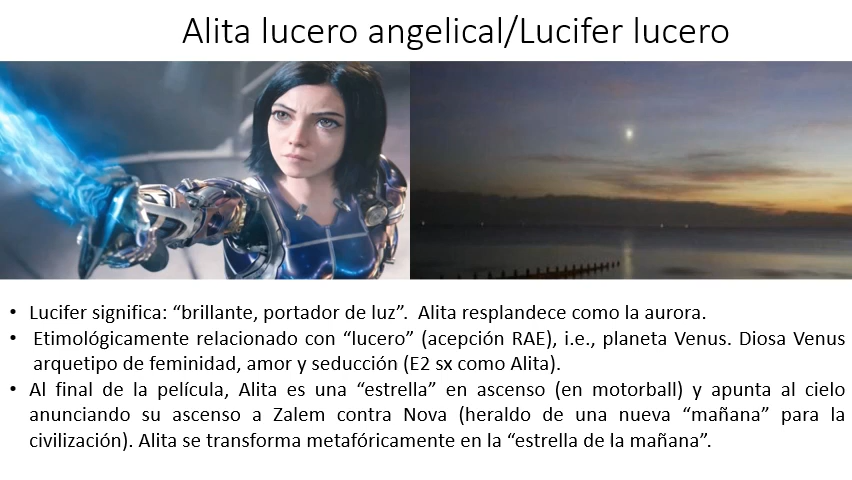 Alita lucero angelical/Lucifer lucero
• Lucifer significa: “brillante, portador de luz”. Alita resplandece como la aurora.
• Etimológicamente relacionado con “lucero” (acepción RAE), i.e., planeta Venus. Diosa Venus
arquetipo de feminidad, amor y seducción (E2 sx como Alita).
• Al final de la película, Alita es una “estrella” en ascenso (en motorball) y apunta al cielo
anunciando su ascenso a Zalem contra Nova (heraldo de una nueva “mañana” para la
civilización). Alita se transforma metafóricamente en la “estrella de la mañana”.